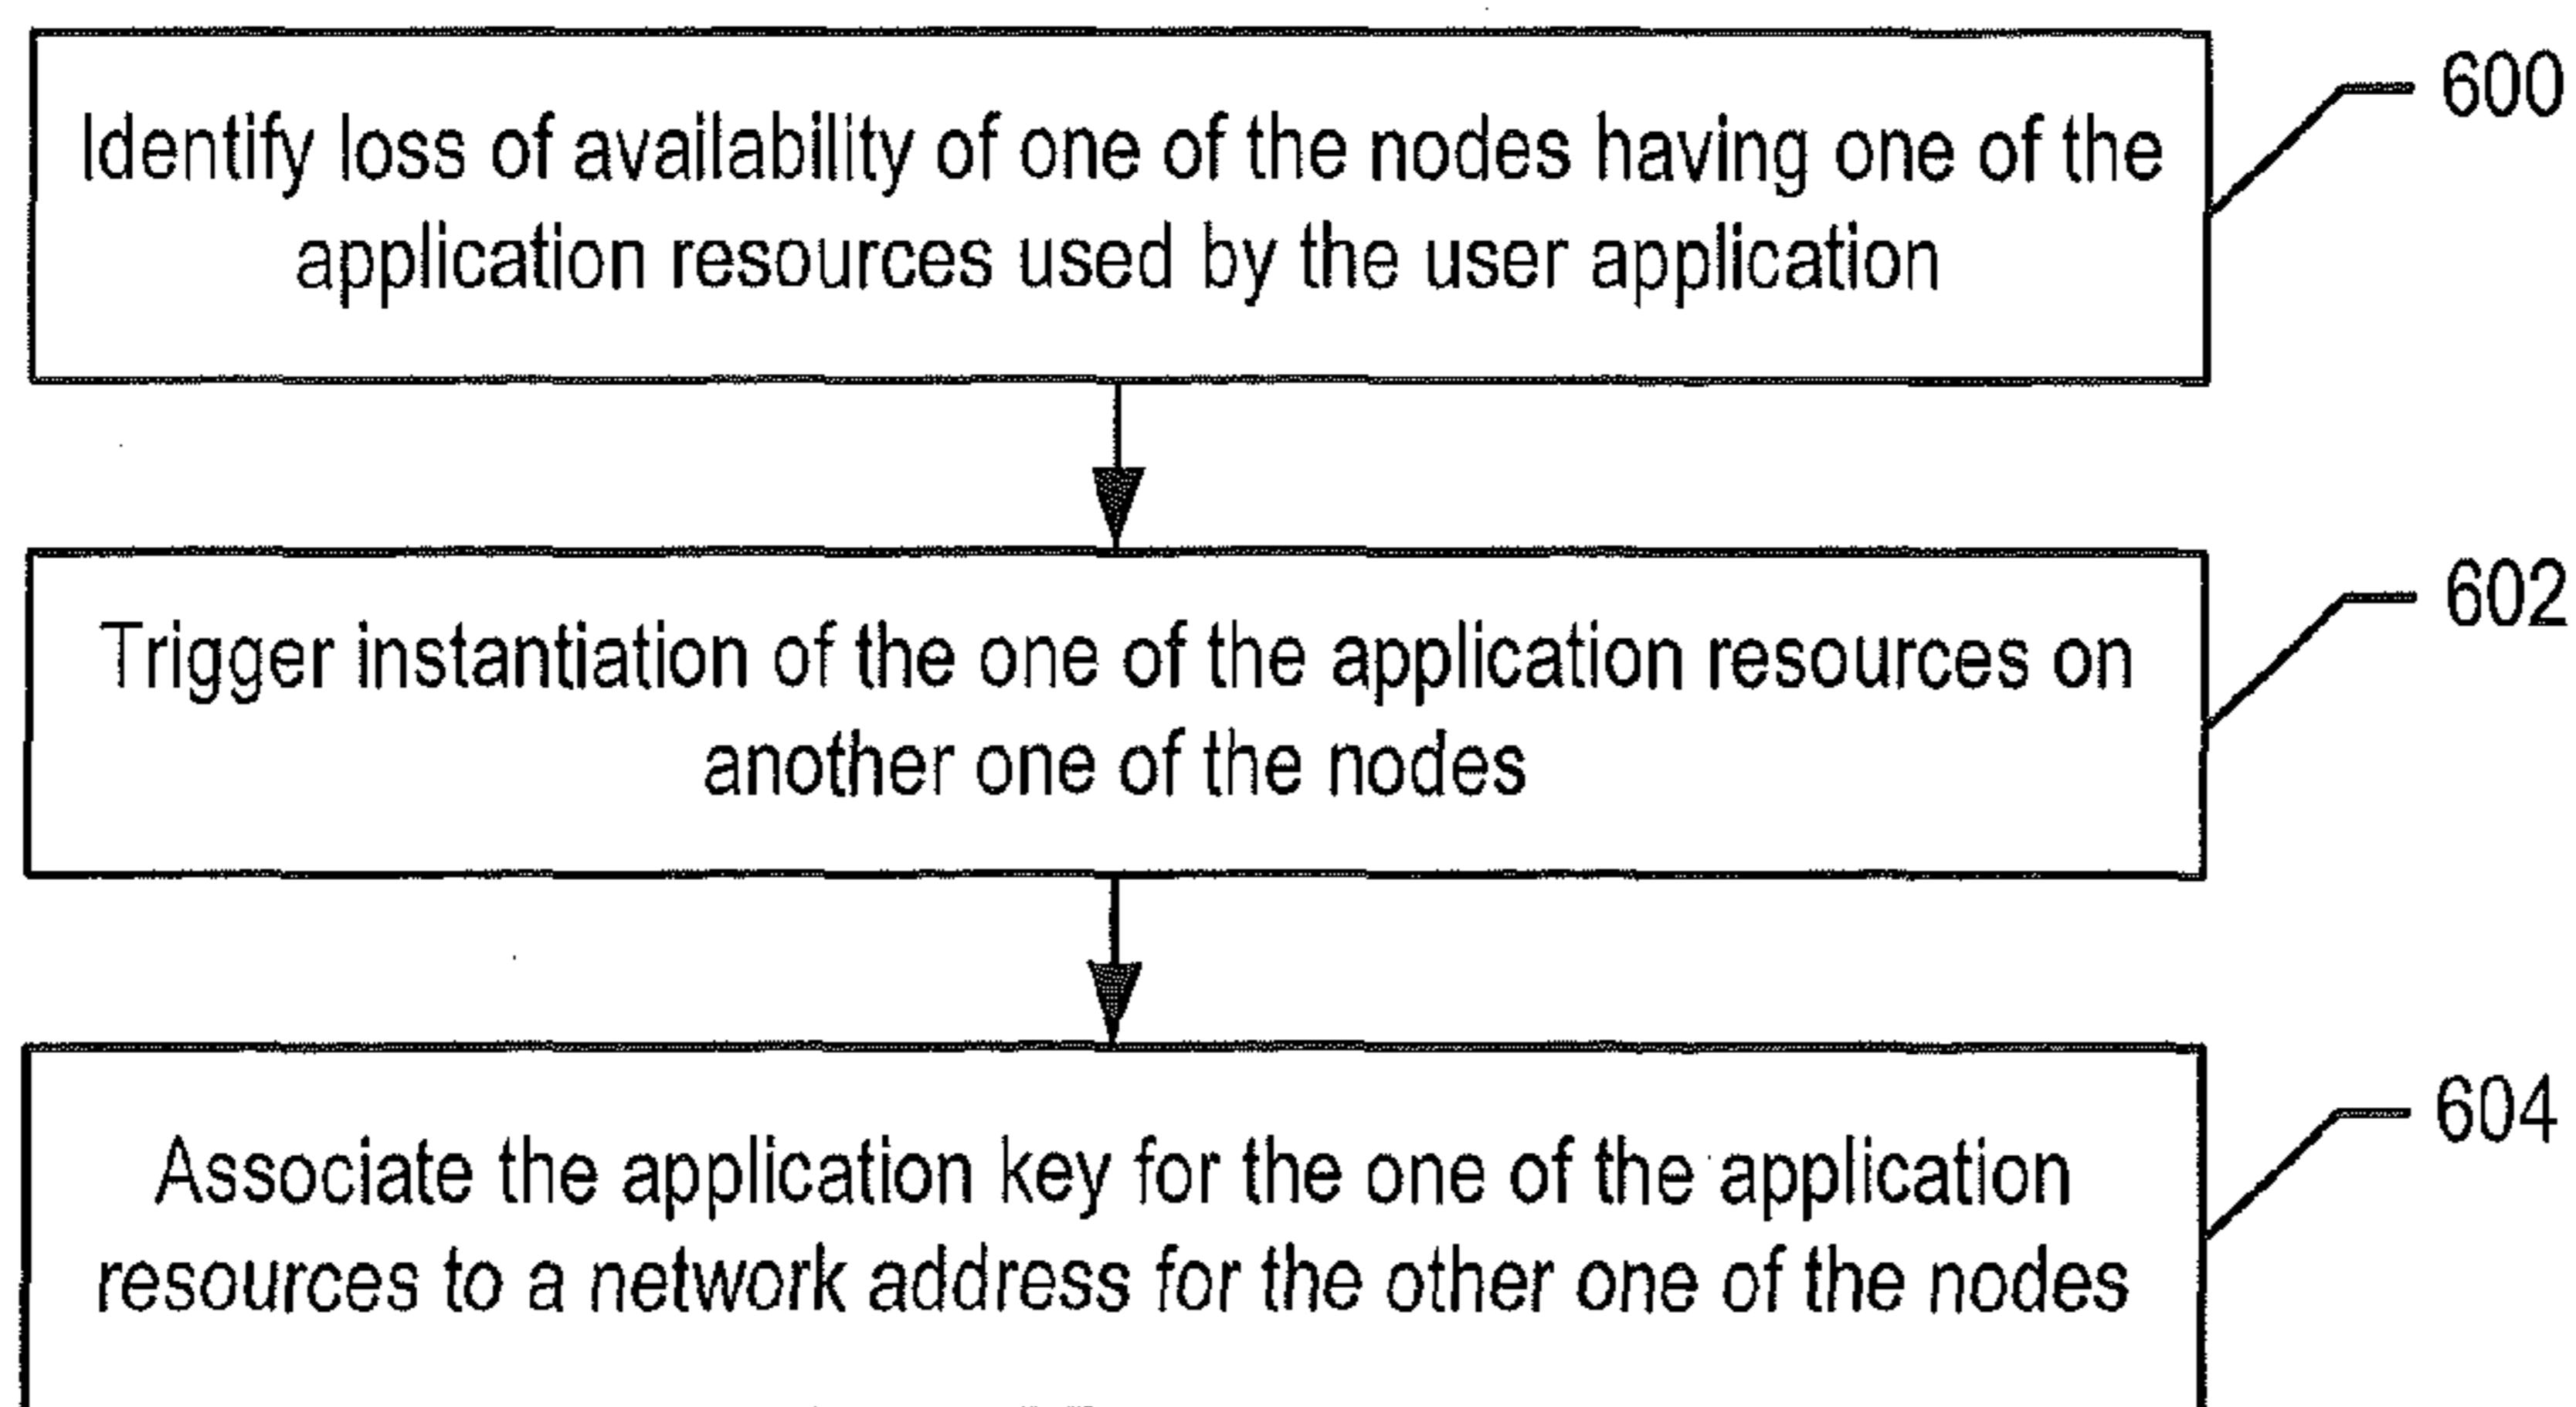 Identify loss of availability of one of the nodes having one of the
application resources used by the user application
600
Trigger instantiation of the one of the application resources on
another one of the nodes
602
Associate the application key for the one of the application
resources to a network address for the other one of the nodes
604